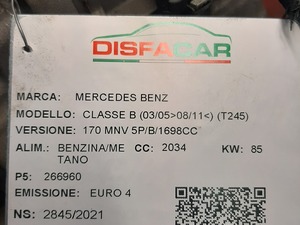 DISFACAR
MARCA: MERCEDES BENZ
MODELLO: CLASSE B (03/05>08/11<) (T245)
VERSIONE: 170 MNV 5P/B/1698CC
ALIM.: BENZINA/ME CC: 2034 KW: 85
TANO
P5: 266960
EMISSIONE: EURO 4
NS: 2845/2021